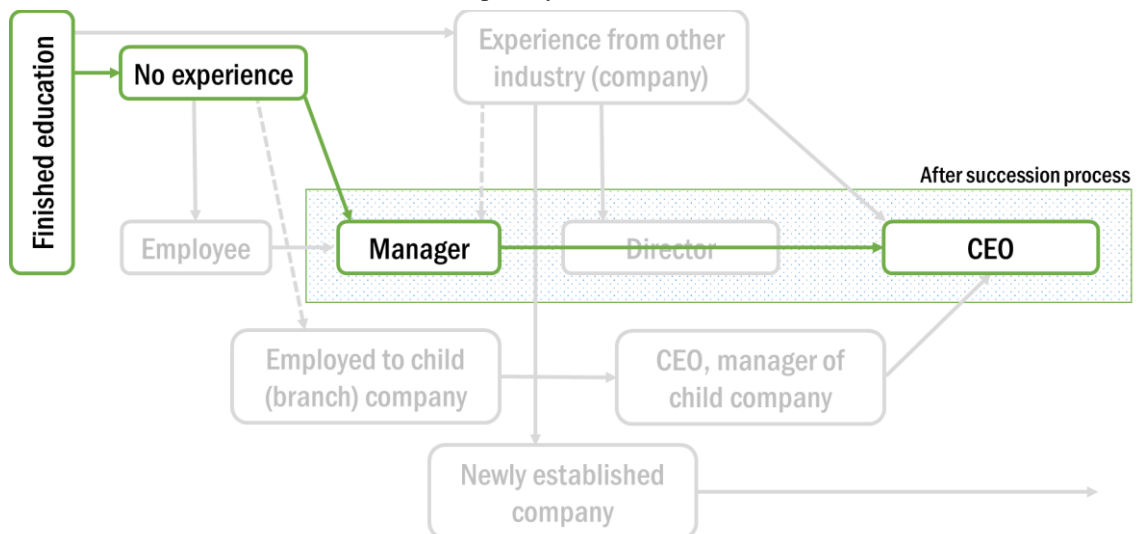 Finished education
No experience
Experience from other
industry (company)
After succession process
Employee
Manager
Director
CEO
Employed to child
(branch) company
CEO, manager of
child company
Newly established
company